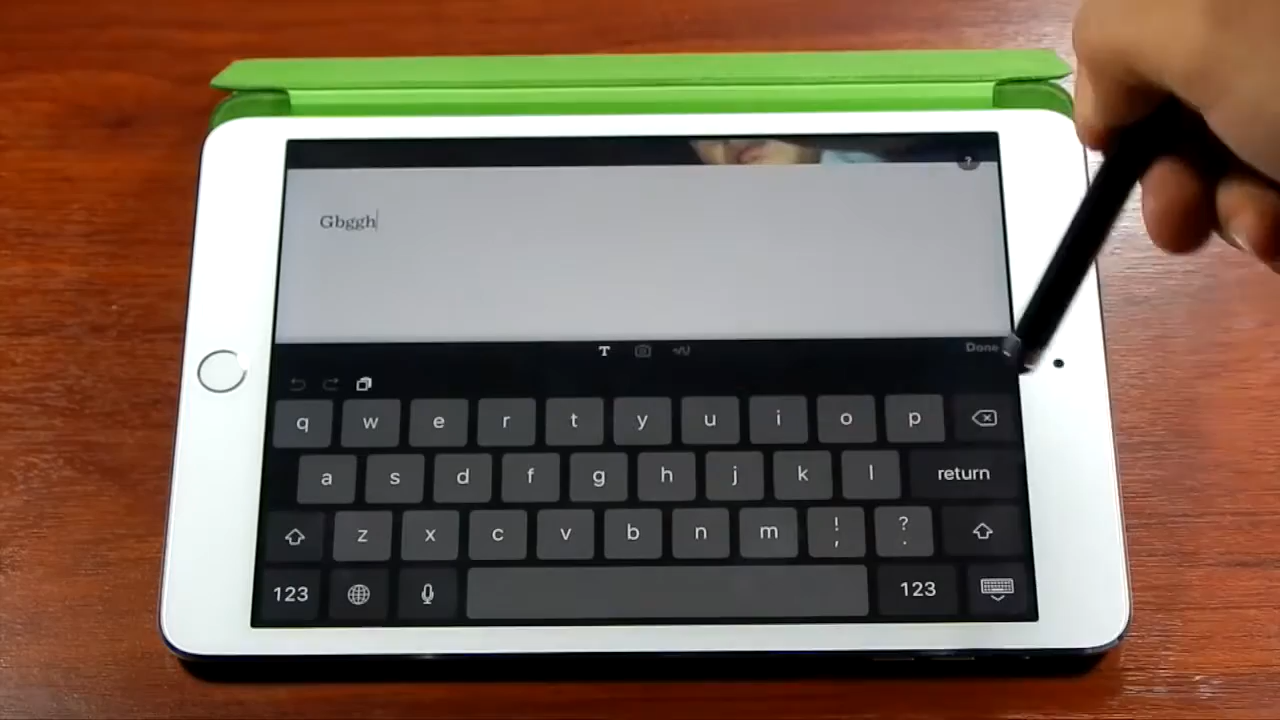 ?
Gbggh
T
Done
q w e r t y u i o p
a s d f g h j k l return
z x c v b n m ! , ? .
123 123